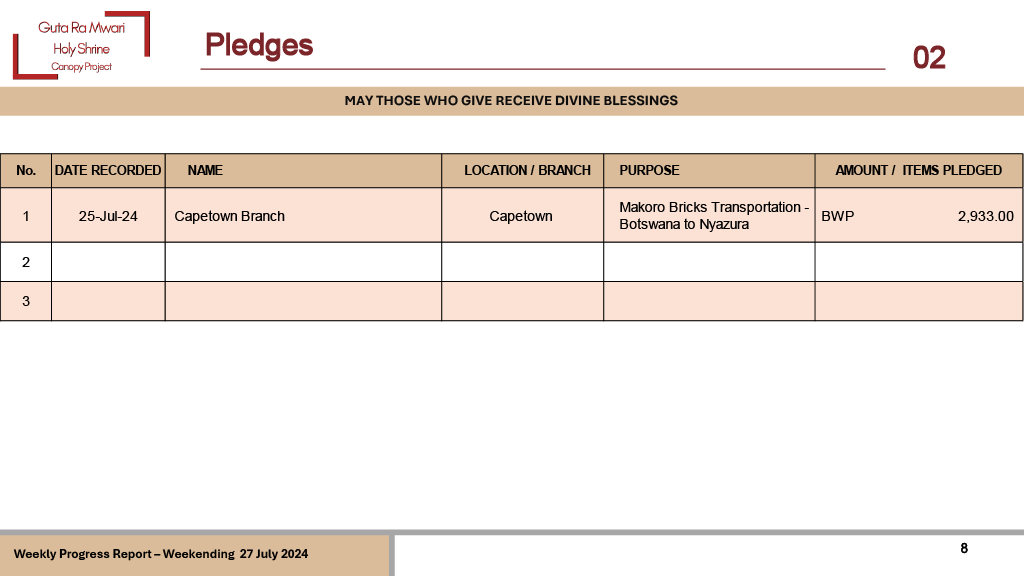 Guta Ra Mwari
Holy Shrine
Canopy Project
Pledges
02
MAY THOSE WHO GIVE RECEIVE DIVINE BLESSINGS
No. DATE RECORDED NAME LOCATION / BRANCH PURPOSE AMOUNT / ITEMS PLEDGED
1 25-Jul-24 Capetown Branch Capetown Makoro Bricks Transportation - BWP 2,933.00
Botswana to Nyazura
2
3
Weekly Progress Report – Weekending 27 July 2024
8